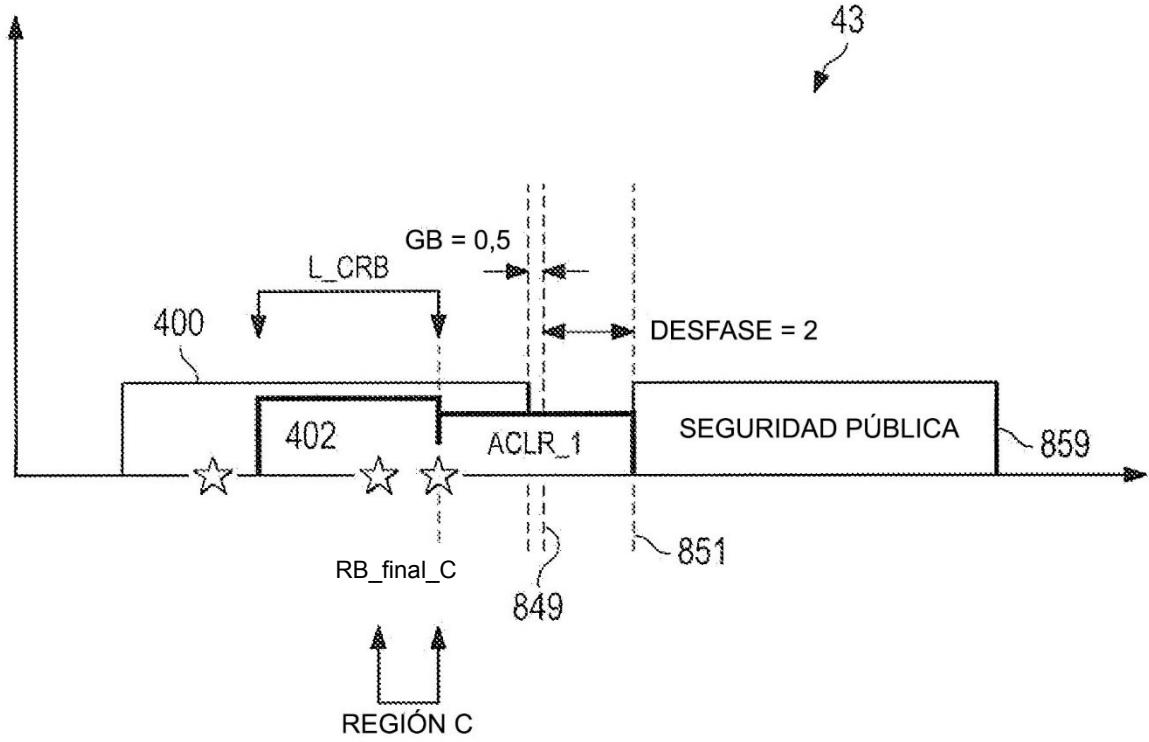 43
GB = 0,5
L_CRB
400
DESFASE = 2
402
ACLR_1
SEGURIDAD PÚBLICA
859
851
RB_final_C
849
REGIÓN C